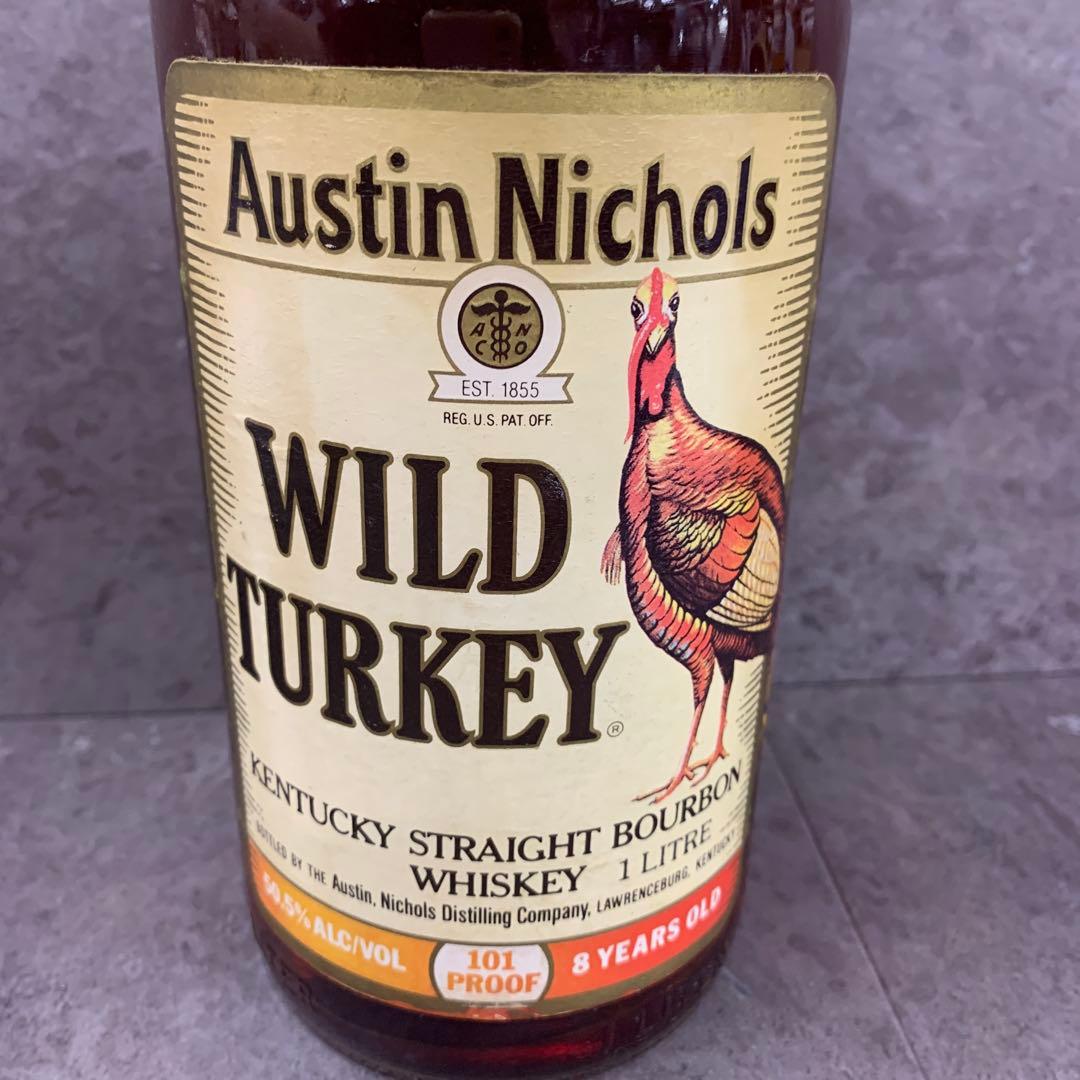 Austin Nichols
A N
C O
EST. 1855
REG. U.S. PAT. OFF.
WILD
TURKEY®
KENTUCKY STRAIGHT BOURBON
WHISKEY 1 LITRE
BOTTLED BY THE Austin, Nichols Distilling Company, LAWRENCEBURG, KENTUCKY
50.5% ALC/VOL
101
PROOF
8 YEARS OLD